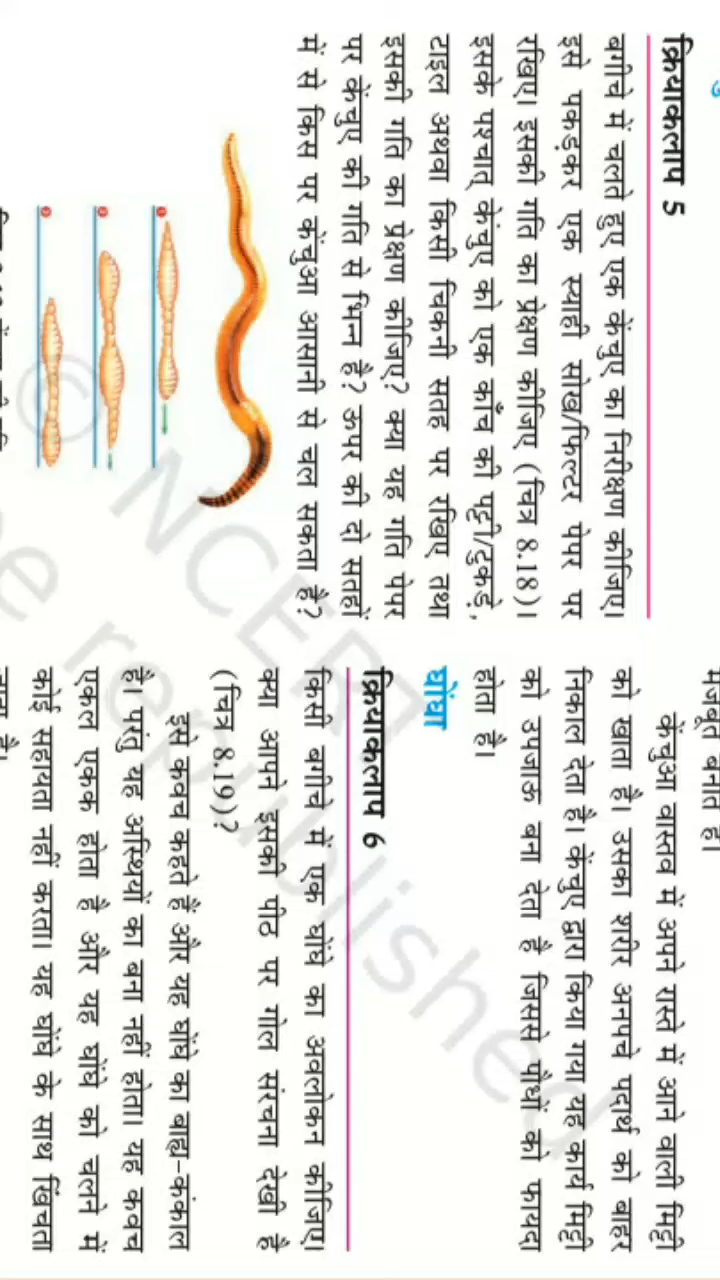 क्रियाकलाप 5
बगीचे में चलते हुए एक केंचुए का निरीक्षण कीजिए।
इसे पकड़कर एक स्याही सोख/फिल्टर पेपर पर
रखिए। इसकी गति का प्रेक्षण कीजिए (चित्र 8.18)।
इसके पश्चात् केंचुए को एक काँच की पट्टी/टुकड़े,
टाइल अथवा किसी चिकनी सतह पर रखिए तथा
इसकी गति का प्रेक्षण कीजिए? क्या यह गति पेपर
पर केंचुए की गति से भिन्न है? ऊपर की दो सतहों
में से किस पर केंचुआ आसानी से चल सकता है?
मजबूत बनाते हैं।
केंचुआ वास्तव में अपने रास्ते में आने वाली मिट्टी
को खाता है। उसका शरीर अनपचे पदार्थ को बाहर
निकाल देता है। केंचुए द्वारा किया गया यह कार्य मिट्टी
को उपजाऊ बना देता है जिससे पौधों को फायदा
होता है।
घोंघा
क्रियाकलाप 6
किसी बगीचे में एक घोंघे का अवलोकन कीजिए।
क्या आपने इसकी पीठ पर गोल संरचना देखी है
(चित्र 8.19)?
इसे कवच कहते हैं और यह घोंघे का बाह्य-कंकाल
है। परंतु यह अस्थियों का बना नहीं होता। यह कवच
एकल एकक होता है और यह घोंघे को चलने में
कोई सहायता नहीं करता। यह घोंघे के साथ खिंचता
© NCERT
be republished